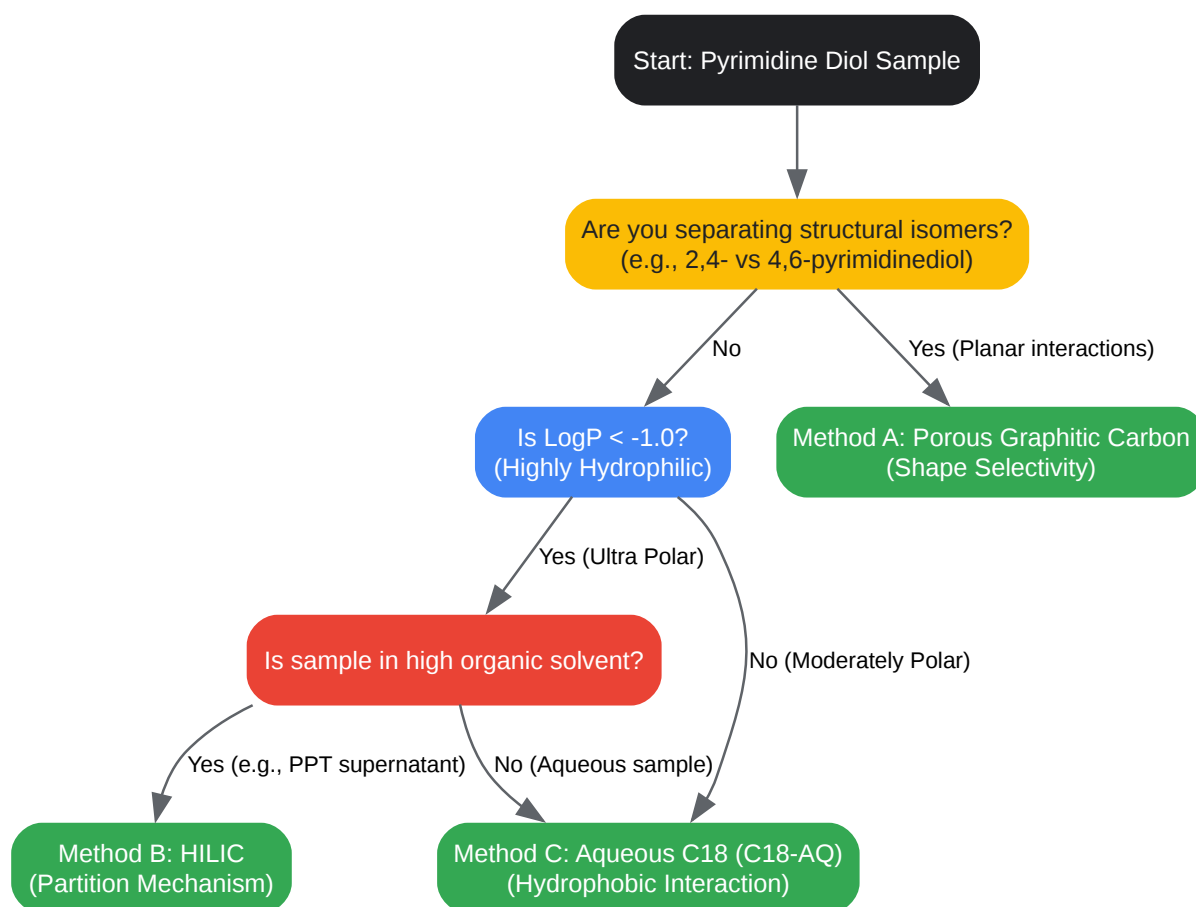 Start: Pyrimidine Diol Sample
Are you separating structural isomers?
(e.g., 2,4- vs 4,6-pyrimidinediol)
No
Yes (Planar interactions)
Is LogP < -1.0?
(Highly Hydrophilic)
Method A: Porous Graphitic Carbon
(Shape Selectivity)
Yes (Ultra Polar)
Is sample in high organic solvent?
No (Moderately Polar)
Yes (e.g., PPT supernatant)
No (Aqueous sample)
Method B: HILIC
(Partition Mechanism)
Method C: Aqueous C18 (C18-AQ)
(Hydrophobic Interaction)